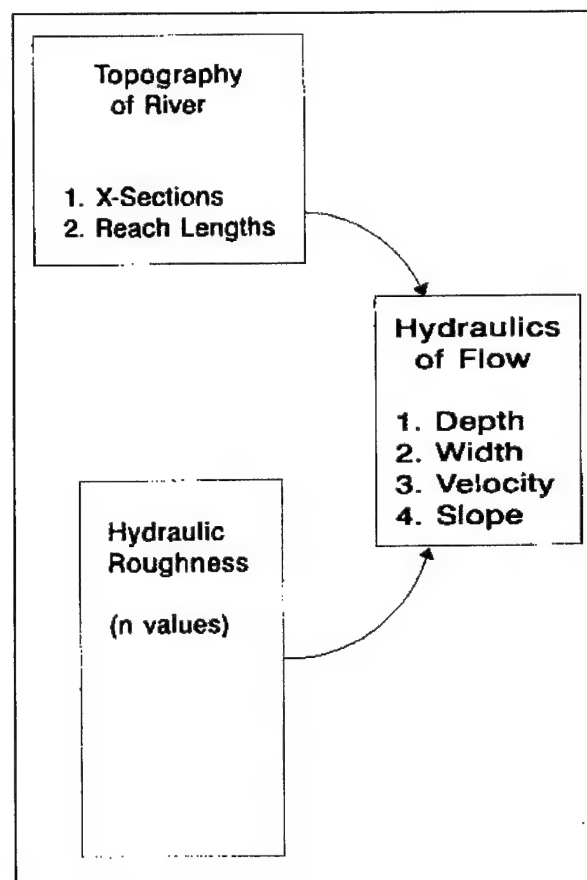 Topography
of River
1. X-Sections
2. Reach Lengths
Hydraulics
of Flow
1. Depth
2. Width
3. Velocity
4. Slope
Hydraulic
Roughness
(n values)